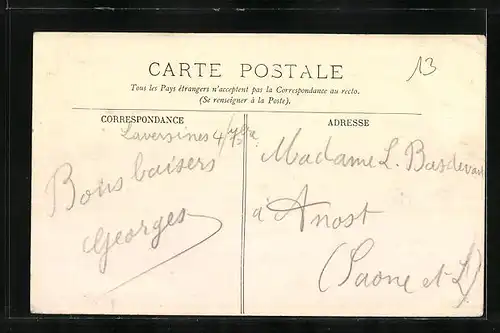 13
CARTE POSTALE
Tous les Pays étrangers n'acceptent pas la Correspondance au recto.
(Se renseigner à la Poste).
CORRESPONDANCE
Laversines
Bons baisers
Georges
ADRESSE
Madame L. Basdevant
à Anost
(Saone et L)